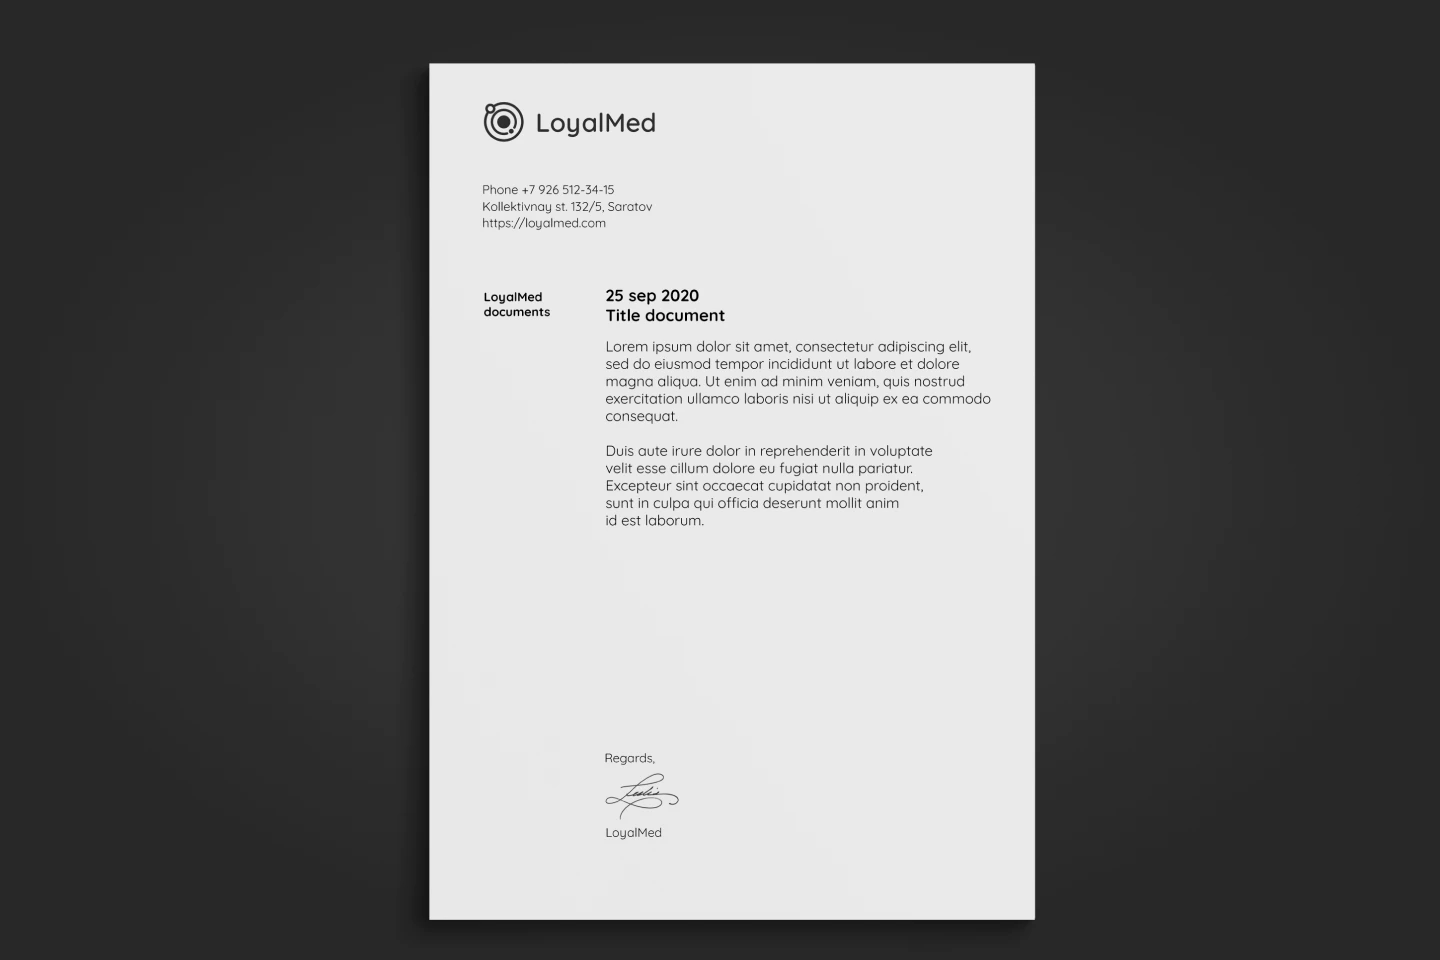 LoyalMed
Phone +7 926 512-34-15
Kollektivnay st. 132/5, Saratov
https://loyalmed.com
LoyalMed
documents
25 sep 2020
Title document
Lorem ipsum dolor sit amet, consectetur adipiscing elit,
sed do eiusmod tempor incididunt ut labore et dolore
magna aliqua. Ut enim ad minim veniam, quis nostrud
exercitation ullamco laboris nisi ut aliquip ex ea commodo
consequat.
Duis aute irure dolor in reprehenderit in voluptate
velit esse cillum dolore eu fugiat nulla pariatur.
Excepteur sint occaecat cupidatat non proident,
sunt in culpa qui officia deserunt mollit anim
id est laborum.
Regards,
LoyalMed